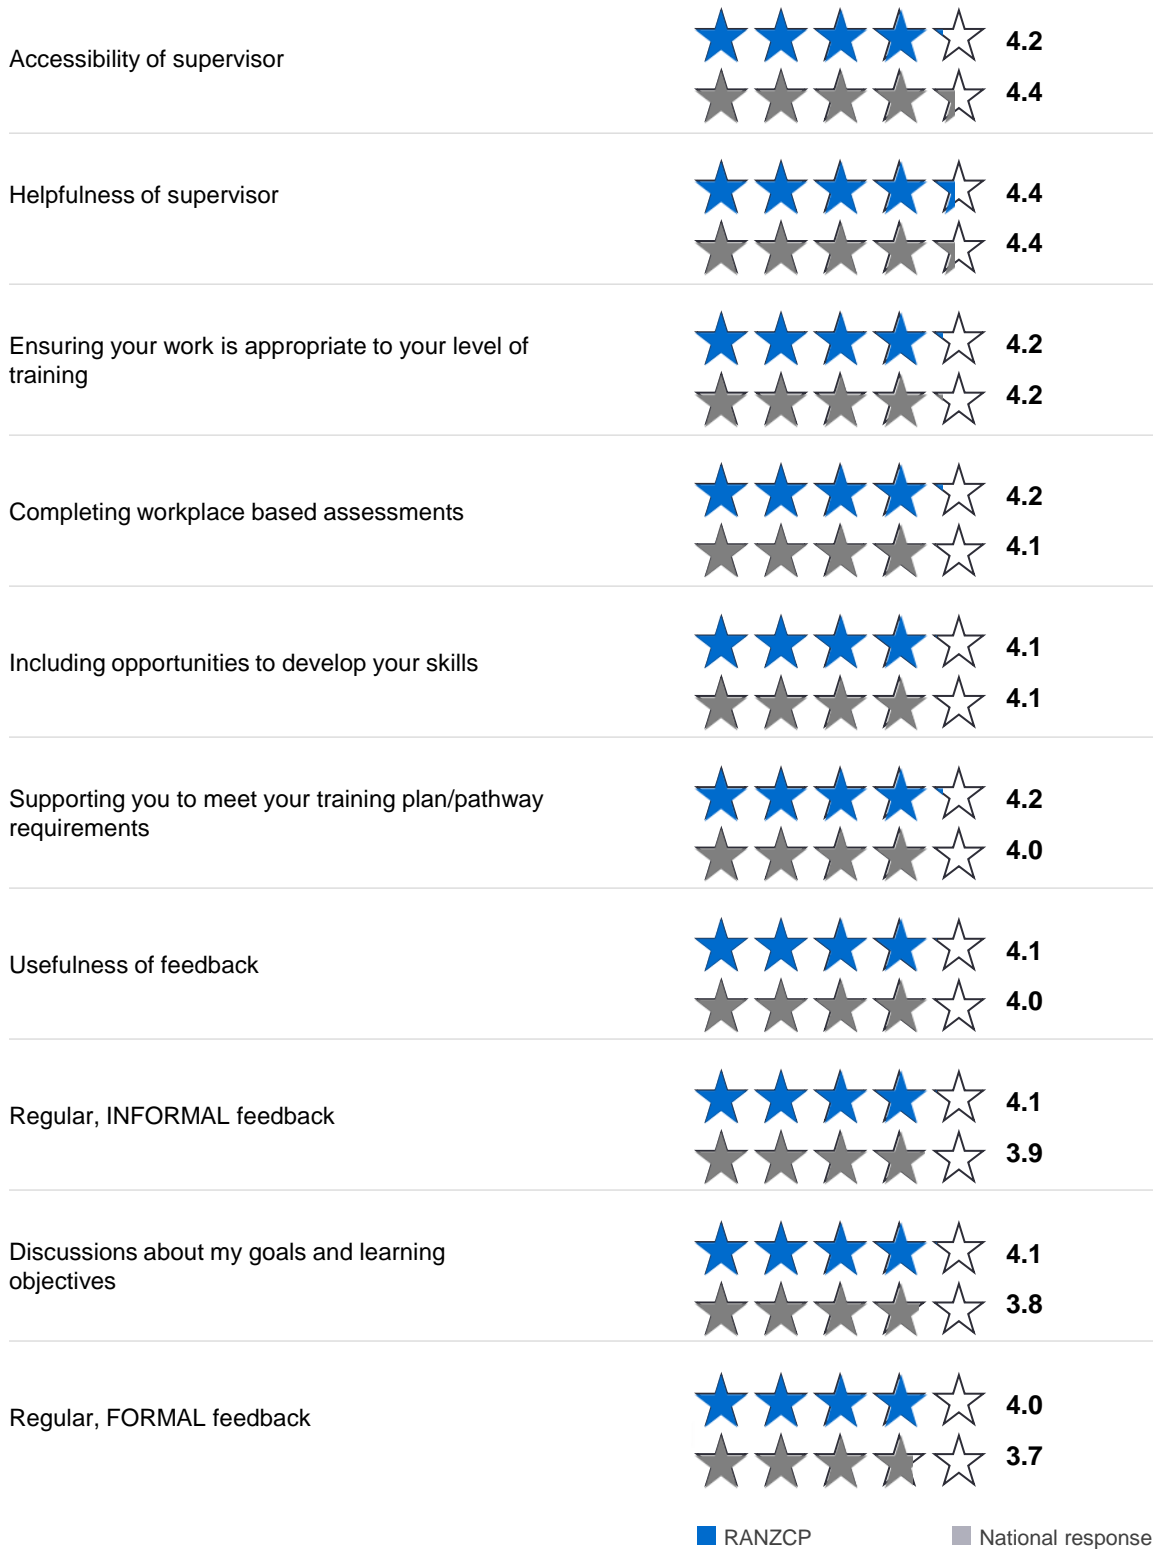 Accessibility of supervisor
4.2
4.4
Helpfulness of supervisor
4.4
4.4
Ensuring your work is appropriate to your level of
training
4.2
4.2
Completing workplace based assessments
4.2
4.1
Including opportunities to develop your skills
4.1
4.1
Supporting you to meet your training plan/pathway
requirements
4.2
4.0
Usefulness of feedback
4.1
4.0
Regular, INFORMAL feedback
4.1
3.9
Discussions about my goals and learning
objectives
4.1
3.8
Regular, FORMAL feedback
4.0
3.7
RANZCP
National response